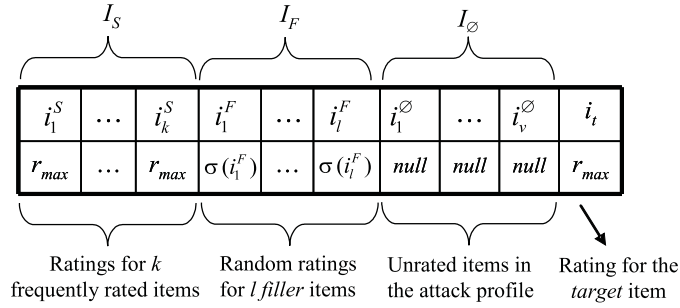 I_S I_F I_∅
i_1^S ... i_k^S i_1^F ... i_l^F i_1^∅ ... i_v^∅ i_t
r_max ... r_max σ(i_1^F) ... σ(i_l^F) null null null r_max
Ratings for k Random ratings Unrated items in Rating for the
frequently rated items for l filler items the attack profile target item